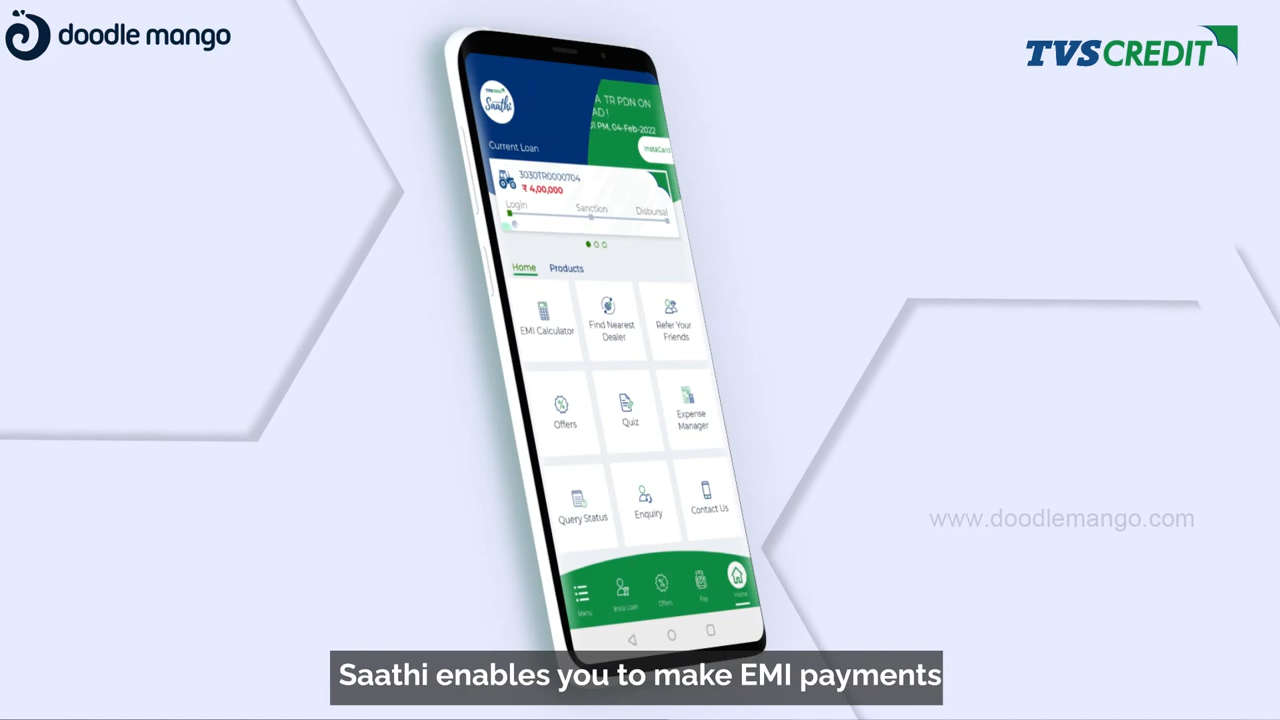 doodle mango
TVS CREDIT
TVS CREDIT
Saathi
A TR PDN ON
AD !
01 PM, 04-Feb-2022
Current Loan
InstaCard
3030TR0000704
₹ 4,00,000
Login
Sanction
Disbursal
Home
Products
EMI Calculator
Find Nearest
Dealer
Refer Your
Friends
Offers
Quiz
Expense
Manager
Query Status
Enquiry
Contact Us
www.doodlemango.com
Menu
Insta Loan
Offers
Pay
Home
Saathi enables you to make EMI payments